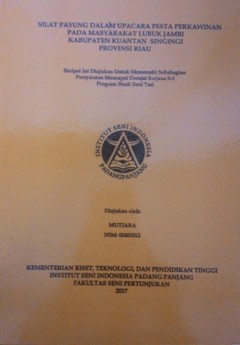 SILAT PAYUNG DALAM UPACARA PESTA PERKAWINAN
PADA MASYARAKAT LUBUK JAMBI
KABUPATEN KUANTAN SINGINGI
PROVINSI RIAU
Skripsi Ini Diajukan Untuk Memenuhi Sebahagian
Persyaratan Mencapai Derajat Sarjana S-1
Program Studi Seni Tari
INSTITUT SENI INDONESIA
PADANGPANJANG
Diajukan oleh:
MUTIARA
NIM:
KEMENTERIAN RISET, TEKNOLOGI, DAN PENDIDIKAN TINGGI
INSTITUT SENI INDONESIA PADANG PANJANG
FAKULTAS SENI PERTUNJUKAN
2017